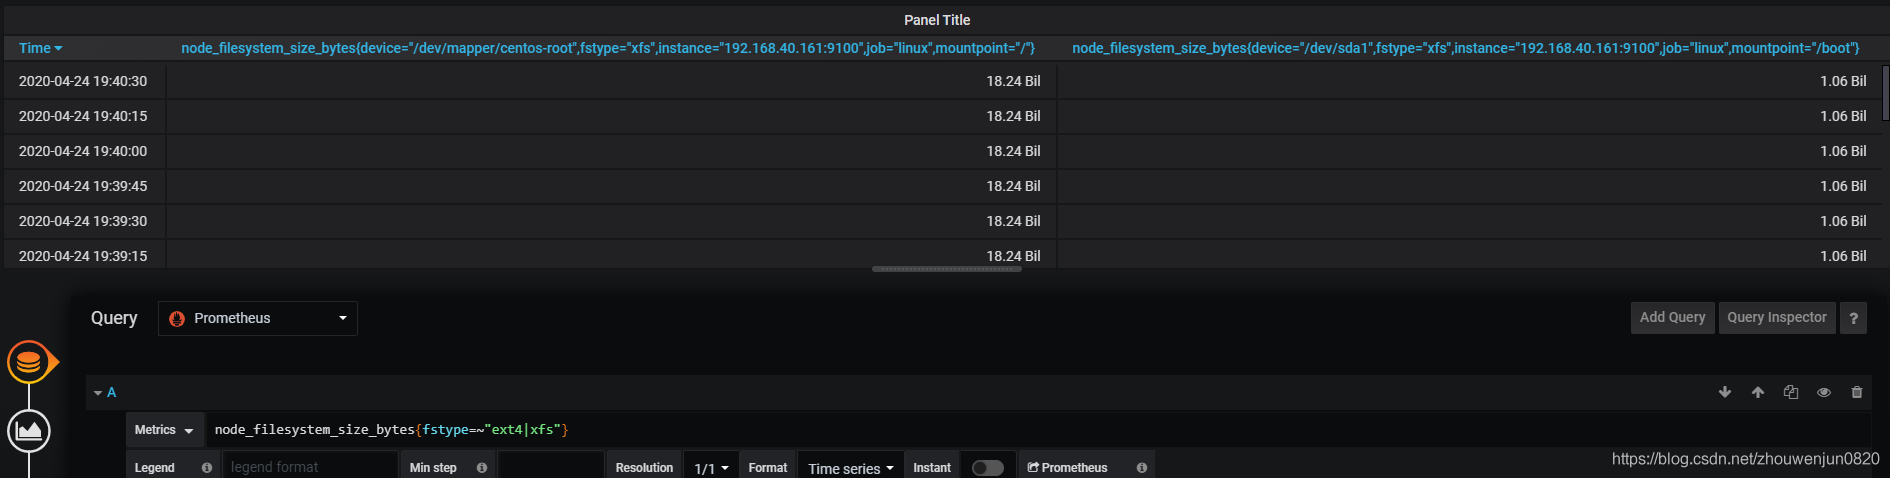 Panel Title
Time node_filesystem_size_bytes{device="/dev/mapper/centos-root",fstype="xfs",instance="192.168.40.161:9100",job="linux",mountpoint="/"} node_filesystem_size_bytes{device="/dev/sda1",fstype="xfs",instance="192.168.40.161:9100",job="linux",mountpoint="/boot"}
2020-04-24 19:40:30 18.24 Bil 1.06 Bil
2020-04-24 19:40:15 18.24 Bil 1.06 Bil
2020-04-24 19:40:00 18.24 Bil 1.06 Bil
2020-04-24 19:39:45 18.24 Bil 1.06 Bil
2020-04-24 19:39:30 18.24 Bil 1.06 Bil
2020-04-24 19:39:15 18.24 Bil 1.06 Bil
Query Prometheus Add Query Query Inspector ?
A
Metrics node_filesystem_size_bytes{fstype=~"ext4|xfs"}
Legend legend format Min step Resolution 1/1 Format Time series Instant Prometheus
https://blog.csdn.net/zhouwenjun0820